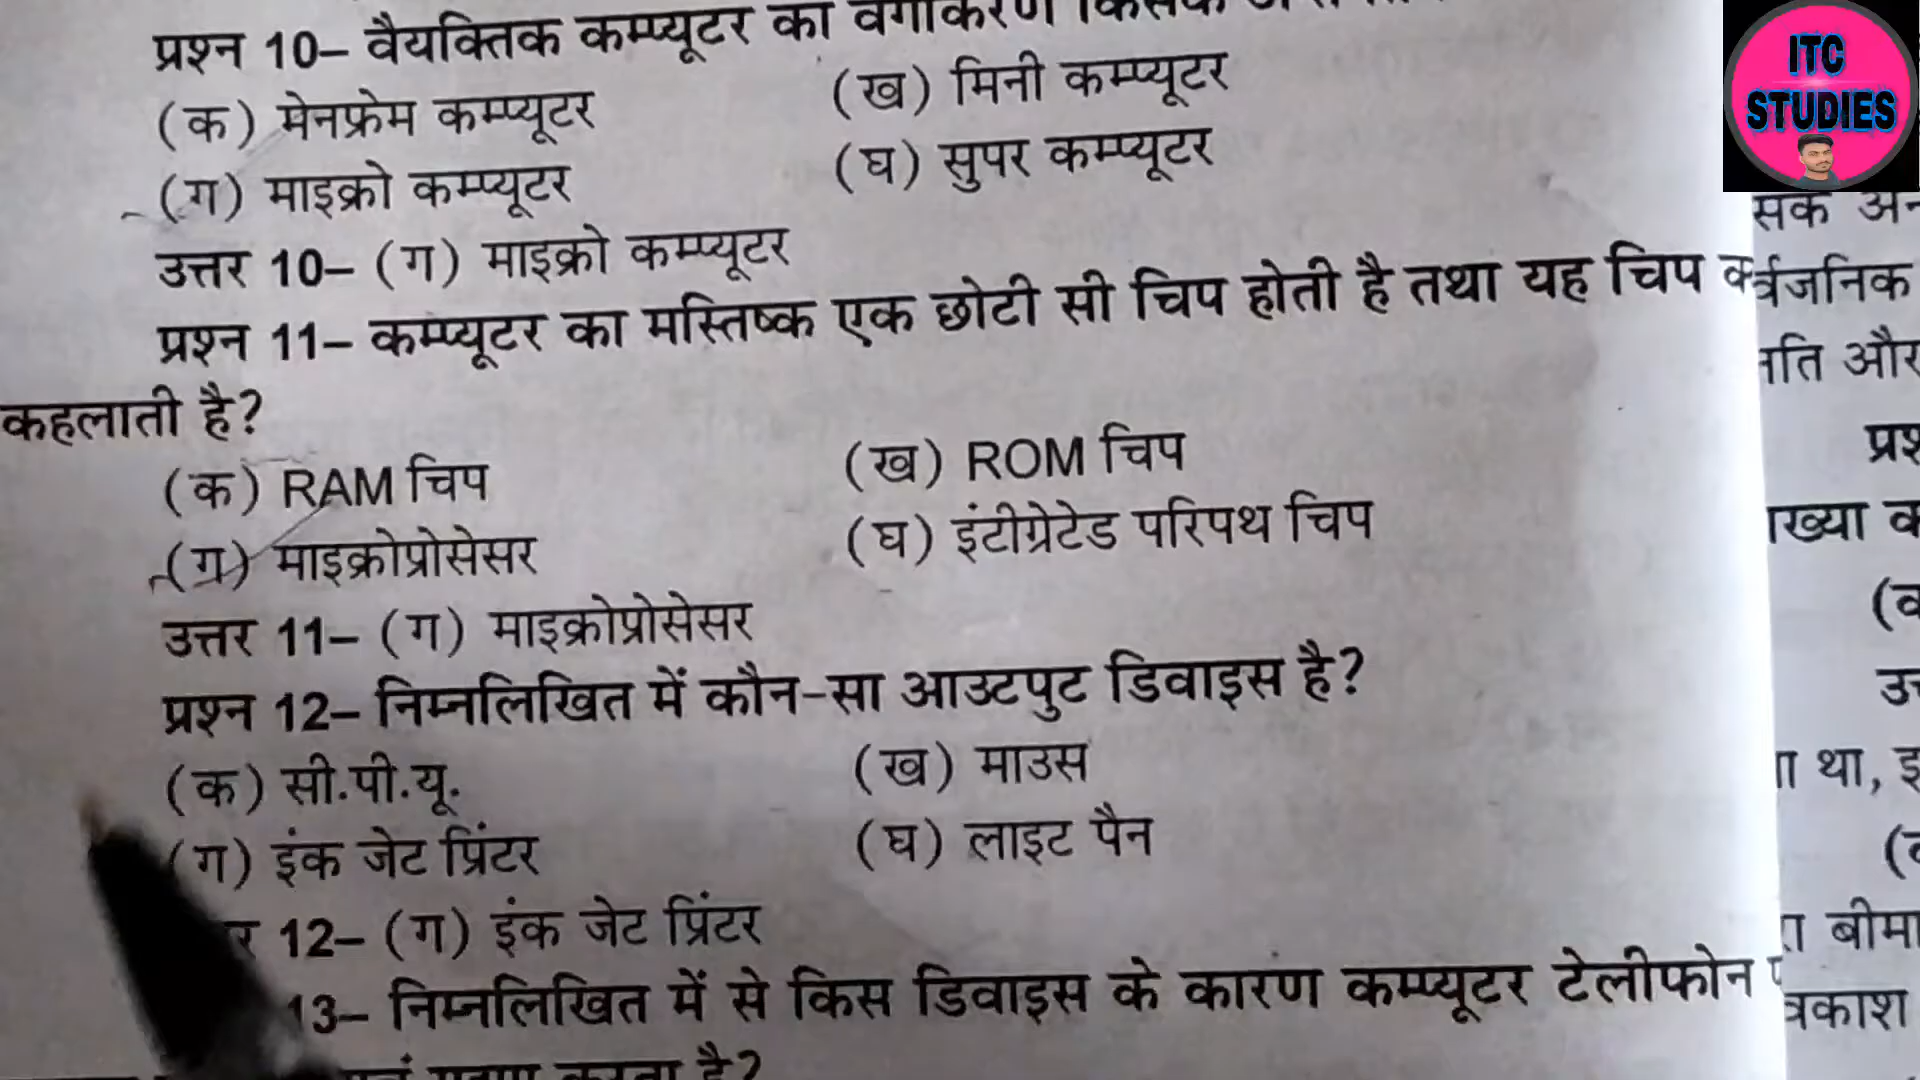 प्रश्न 10– वैयक्तिक कम्प्यूटर का वर्गीकरण
(क) मेनफ्रेम कम्प्यूटर (ख) मिनी कम्प्यूटर
(ग) माइक्रो कम्प्यूटर (घ) सुपर कम्प्यूटर
उत्तर 10– (ग) माइक्रो कम्प्यूटर
प्रश्न 11– कम्प्यूटर का मस्तिष्क एक छोटी सी चिप होती है तथा यह चिप
कहलाती है?
(क) RAM चिप (ख) ROM चिप
(ग) माइक्रोप्रोसेसर (घ) इंटीग्रेटेड परिपथ चिप
उत्तर 11– (ग) माइक्रोप्रोसेसर
प्रश्न 12– निम्नलिखित में कौन-सा आउटपुट डिवाइस है?
(क) सी.पी.यू. (ख) माउस
(ग) इंक जेट प्रिंटर (घ) लाइट पैन
12– (ग) इंक जेट प्रिंटर
13– निम्नलिखित में से किस डिवाइस के कारण कम्प्यूटर टेलीफोन
करता है?
ITC
STUDIES
और
था,
बीमा